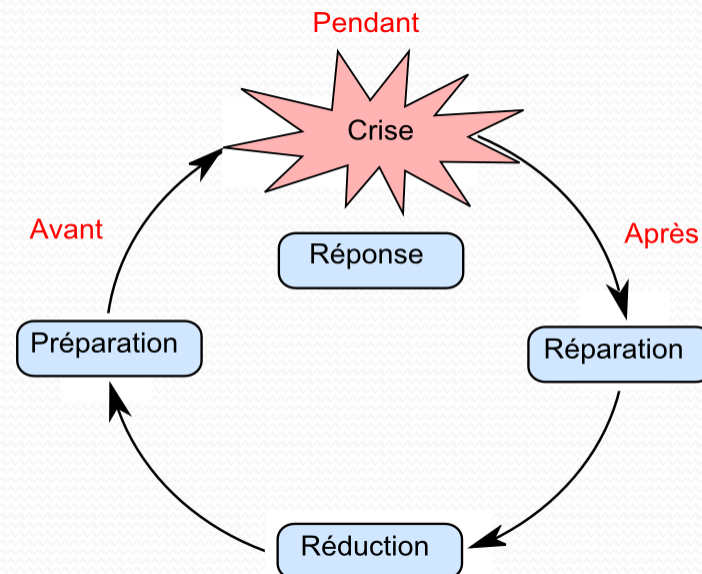 Pendant
Crise
Avant
Après
Réponse
Préparation
Réparation
Réduction